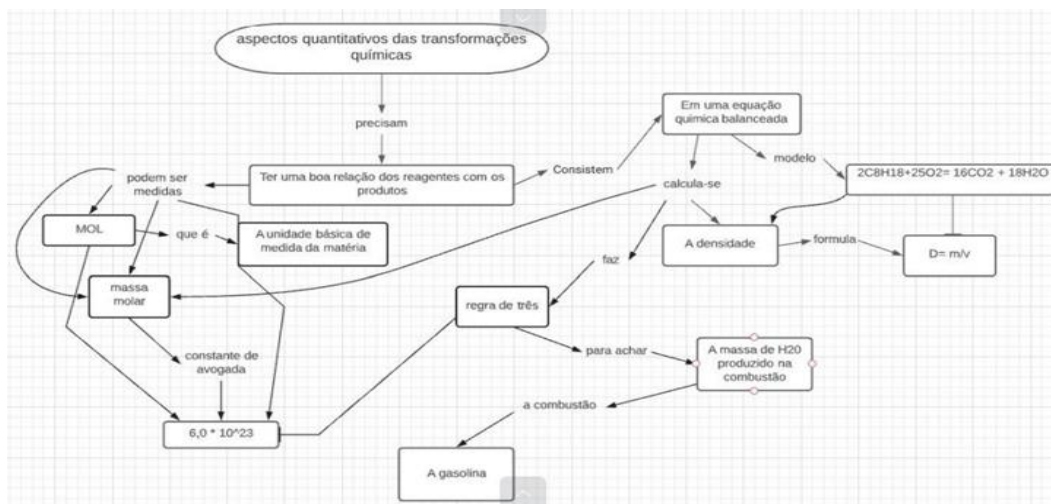 aspectos quantitativos das transformações
químicas
precisam
Em uma equação
quimica balanceada
Ter uma boa relação dos reagentes com os
produtos
Consistem
modelo
2C8H18+25O2= 16CO2 + 18H2O
podem ser
medidas
calcula-se
MOL
que é
A unidade básica de
medida da matéria
A densidade
formula
D= m/v
faz
massa
molar
regra de três
constante de
avogada
para achar
A massa de H20
produzido na
combustão
a combustão
6,0 * 10^23
A gasolina